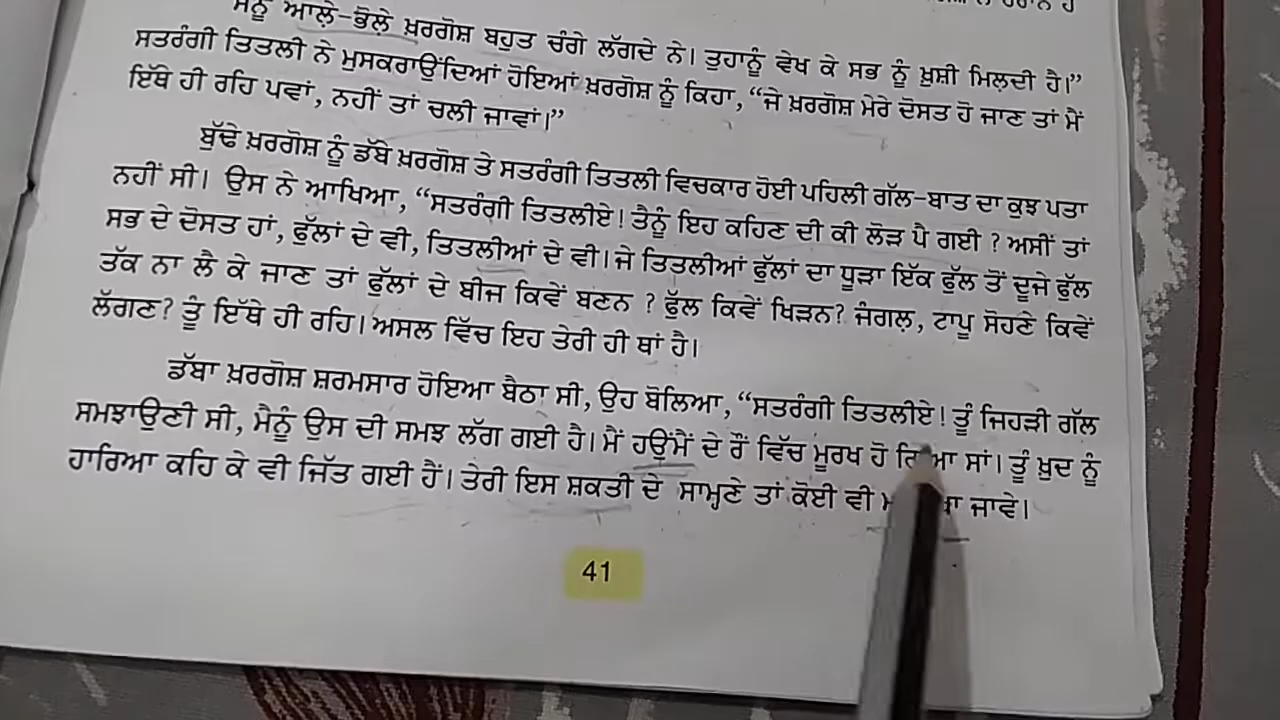 ਮੈਨੂੰ ਆਲ਼ੇ-ਭੋਲ਼ੇ ਖ਼ਰਗੋਸ਼ ਬਹੁਤ ਚੰਗੇ ਲੱਗਦੇ ਨੇ। ਤੁਹਾਨੂੰ ਵੇਖ ਕੇ ਸਭ ਨੂੰ ਖ਼ੁਸ਼ੀ ਮਿਲ਼ਦੀ ਹੈ।”
ਸਤਰੰਗੀ ਤਿਤਲੀ ਨੇ ਮੁਸਕਰਾਉਂਦਿਆਂ ਹੋਇਆਂ ਖ਼ਰਗੋਸ਼ ਨੂੰ ਕਿਹਾ, “ਜੇ ਖ਼ਰਗੋਸ਼ ਮੇਰੇ ਦੋਸਤ ਹੋ ਜਾਣ ਤਾਂ ਮੈਂ
ਇੱਥੇ ਹੀ ਰਹਿ ਪਵਾਂ, ਨਹੀਂ ਤਾਂ ਚਲੀ ਜਾਵਾਂ।”
ਬੁੱਢੇ ਖ਼ਰਗੋਸ਼ ਨੂੰ ਡੱਬੇ ਖ਼ਰਗੋਸ਼ ਤੇ ਸਤਰੰਗੀ ਤਿਤਲੀ ਵਿਚਕਾਰ ਹੋਈ ਪਹਿਲੀ ਗੱਲ-ਬਾਤ ਦਾ ਕੁਝ ਪਤਾ
ਨਹੀਂ ਸੀ। ਉਸ ਨੇ ਆਖਿਆ, “ਸਤਰੰਗੀ ਤਿਤਲੀਏ! ਤੈਨੂੰ ਇਹ ਕਹਿਣ ਦੀ ਕੀ ਲੋੜ ਪੈ ਗਈ ? ਅਸੀਂ ਤਾਂ
ਸਭ ਦੇ ਦੋਸਤ ਹਾਂ, ਫੁੱਲਾਂ ਦੇ ਵੀ, ਤਿਤਲੀਆਂ ਦੇ ਵੀ। ਜੇ ਤਿਤਲੀਆਂ ਫੁੱਲਾਂ ਦਾ ਧੂੜਾ ਇੱਕ ਫੁੱਲ ਤੋਂ ਦੂਜੇ ਫੁੱਲ
ਤੱਕ ਨਾ ਲੈ ਕੇ ਜਾਣ ਤਾਂ ਫੁੱਲਾਂ ਦੇ ਬੀਜ ਕਿਵੇਂ ਬਣਨ ? ਫੁੱਲ ਕਿਵੇਂ ਖਿੜਨ? ਜੰਗਲ਼, ਟਾਪੂ ਸੋਹਣੇ ਕਿਵੇਂ
ਲੱਗਣ? ਤੂੰ ਇੱਥੇ ਹੀ ਰਹਿ। ਅਸਲ ਵਿੱਚ ਇਹ ਤੇਰੀ ਹੀ ਥਾਂ ਹੈ।
ਡੱਬਾ ਖ਼ਰਗੋਸ਼ ਸ਼ਰਮਸਾਰ ਹੋਇਆ ਬੈਠਾ ਸੀ, ਉਹ ਬੋਲਿਆ, “ਸਤਰੰਗੀ ਤਿਤਲੀਏ! ਤੂੰ ਜਿਹੜੀ ਗੱਲ
ਸਮਝਾਉਣੀ ਸੀ, ਮੈਨੂੰ ਉਸ ਦੀ ਸਮਝ ਲੱਗ ਗਈ ਹੈ। ਮੈਂ ਹਉਂਮੈਂ ਦੇ ਰੌਂ ਵਿੱਚ ਮੂਰਖ ਹੋ ਸਾਂ। ਤੂੰ ਖ਼ੁਦ ਨੂੰ
ਹਾਰਿਆ ਕਹਿ ਕੇ ਵੀ ਜਿੱਤ ਗਈ ਹੈਂ। ਤੇਰੀ ਇਸ ਸ਼ਕਤੀ ਦੇ ਸਾਮ੍ਹਣੇ ਤਾਂ ਕੋਈ ਵੀ ਜਾਵੇ।
41